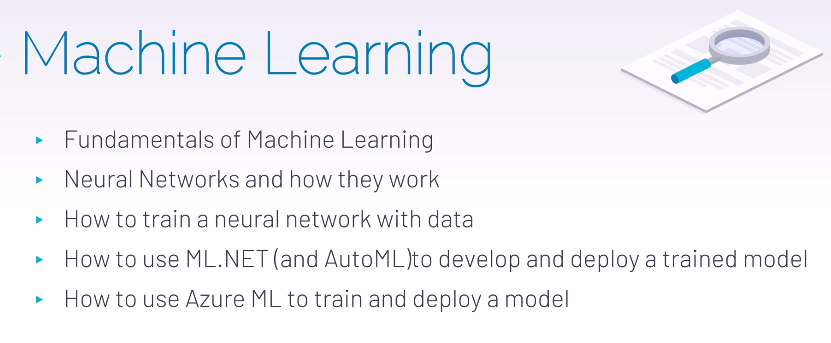 Machine Learning
Fundamentals of Machine Learning
Neural Networks and how they work
How to train a neural network with data
How to use ML.NET (and AutoML)to develop and deploy a trained model
How to use Azure ML to train and deploy a model